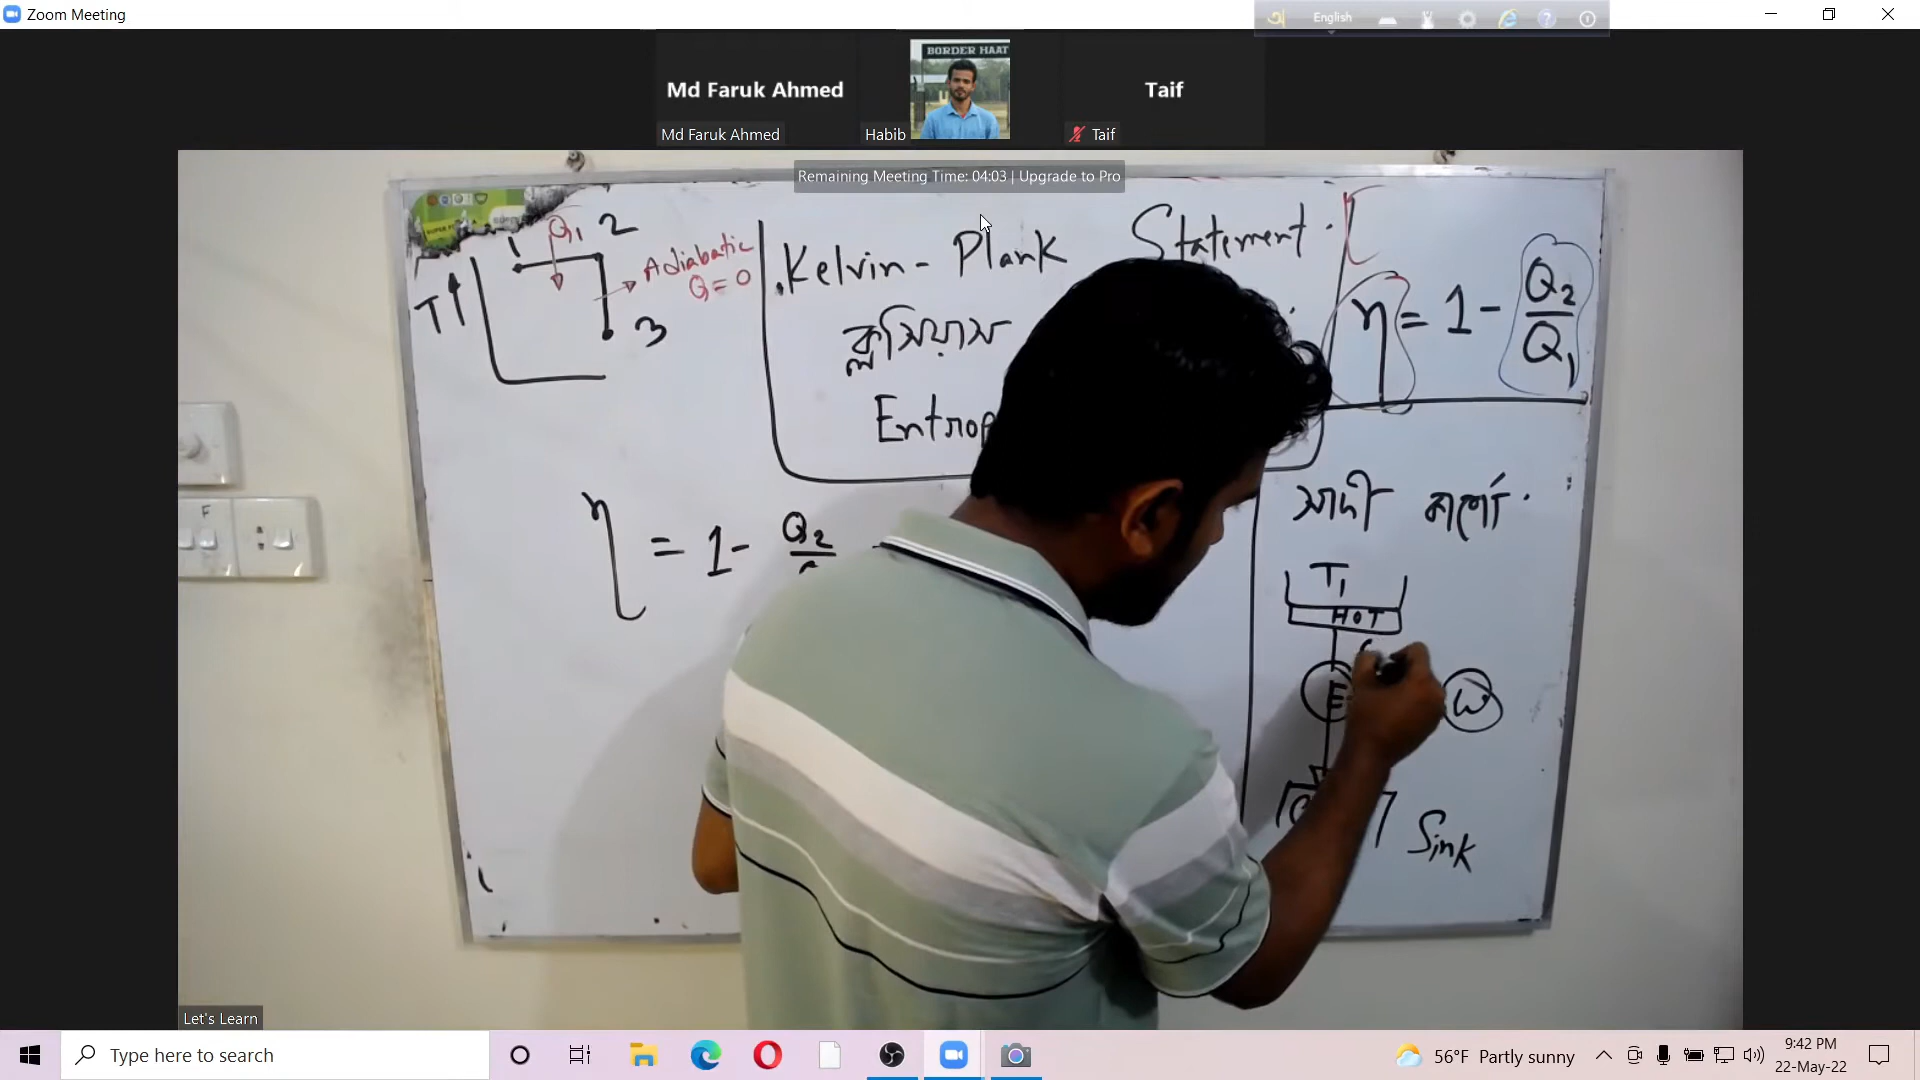 Zoom Meeting
English
BORDER HAAT
Md Faruk Ahmed
Taif
Md Faruk Ahmed
Habib
Taif
Remaining Meeting Time: 04:03 | Upgrade to Pro
Q₁
1 2
Adiabatic
Q = 0
T↑
3
Kelvin - Plank Statement.
ক্লসিয়াস
η = 1 - Q₂/Q₁
সাদী কার্ণো
η = 1 - Q₂
T₁
HOT
E
W
Sink
Let's Learn
Type here to search
56°F Partly sunny
9:42 PM
22-May-22